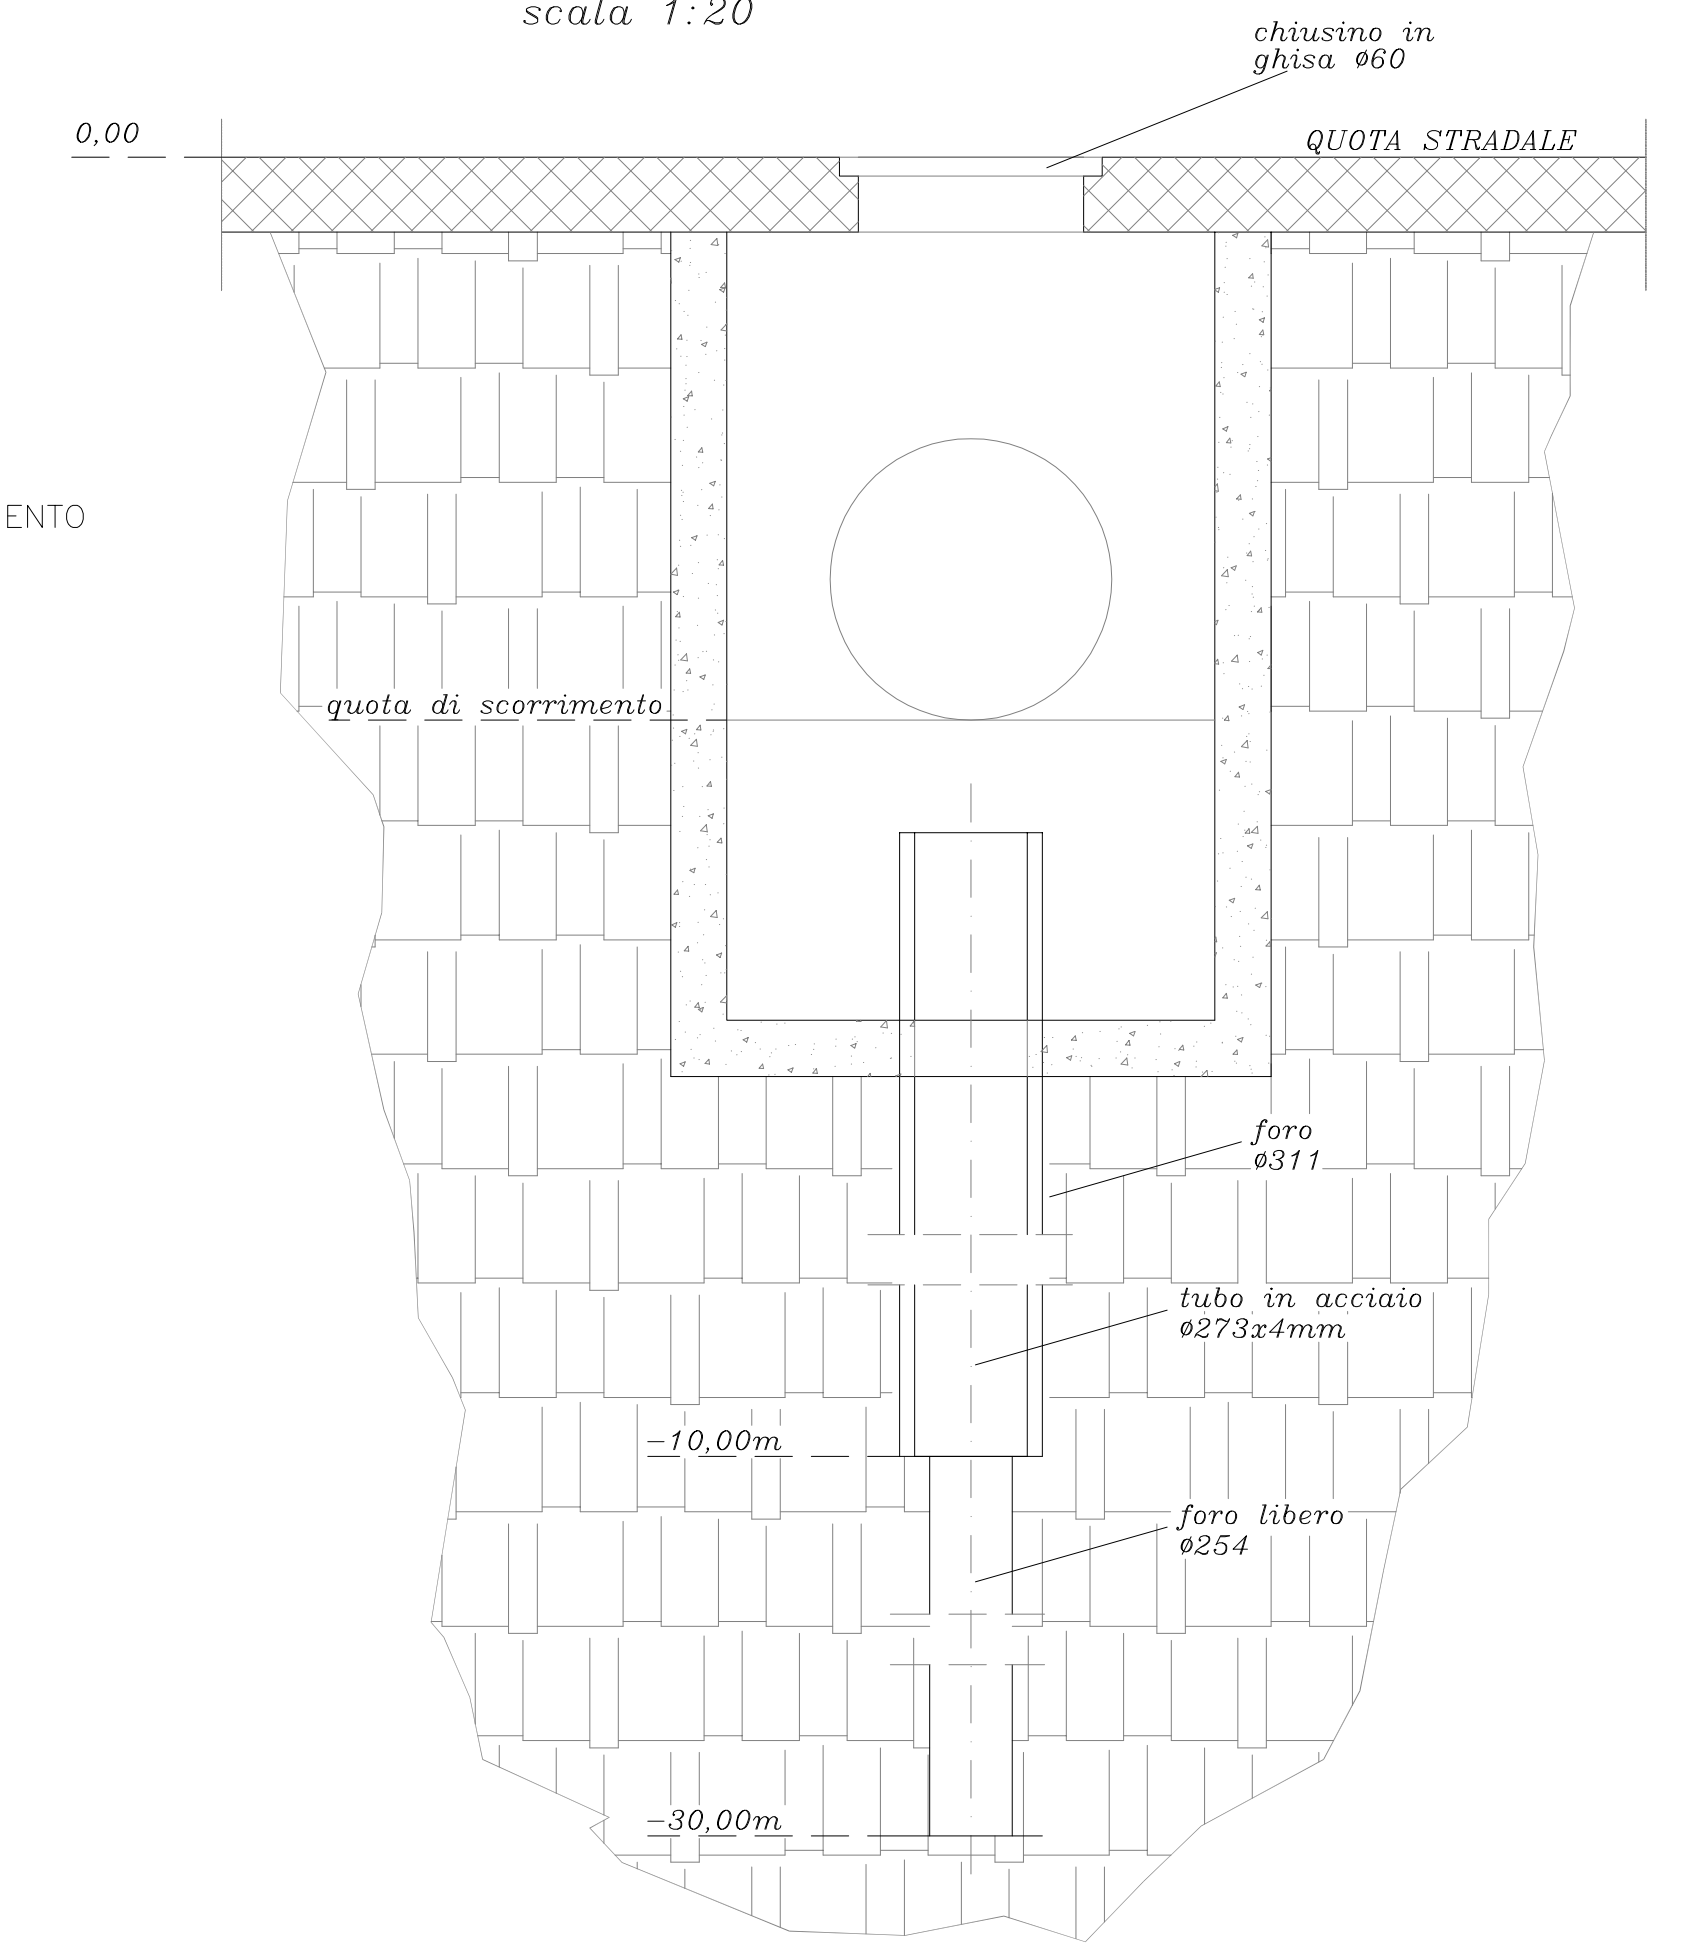 scala 1:20
chiusino in
ghisa ø60
0,00
QUOTA STRADALE
ENTO
quota di scorrimento
foro
ø311
tubo in acciaio
ø273x4mm
-10,00m
foro libero
ø254
-30,00m